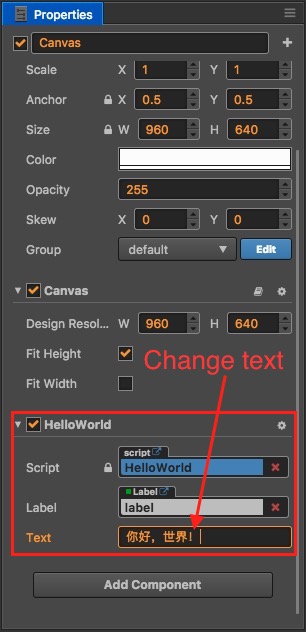 Properties
Canvas
Scale X 1 Y 1
Anchor X 0.5 Y 0.5
Size W 960 H 640
Color
Opacity 255
Skew X 0 Y 0
Group default Edit
Canvas
Design Resol... W 960 H 640
Fit Height
Change text
Fit Width
HelloWorld
script
Script HelloWorld
Label
Label label
Text 你好，世界！
Add Component